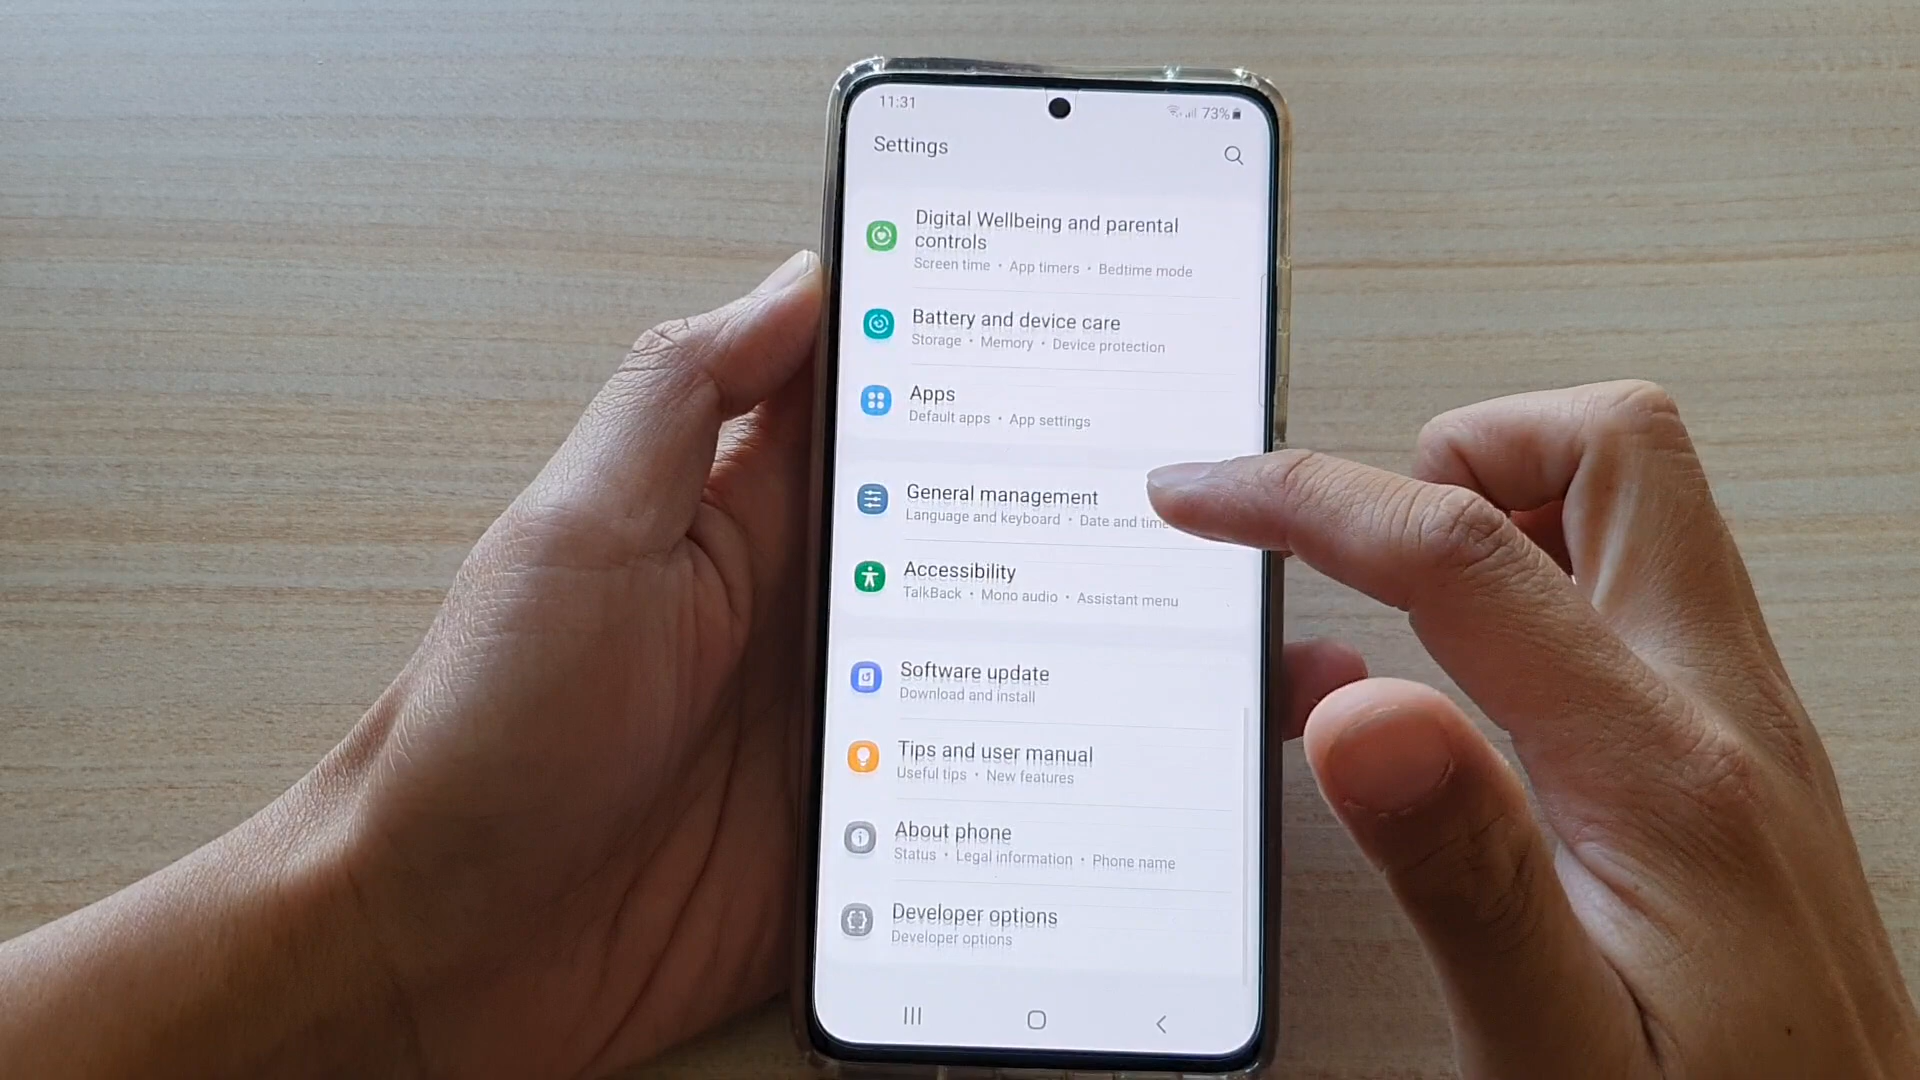 11:31
73%
Settings
Digital Wellbeing and parental
controls
Screen time • App timers • Bedtime mode
Battery and device care
Storage • Memory • Device protection
Apps
Default apps • App settings
General management
Language and keyboard • Date and time
Accessibility
TalkBack • Mono audio • Assistant menu
Software update
Download and install
Tips and user manual
Useful tips • New features
About phone
Status • Legal information • Phone name
Developer options
Developer options